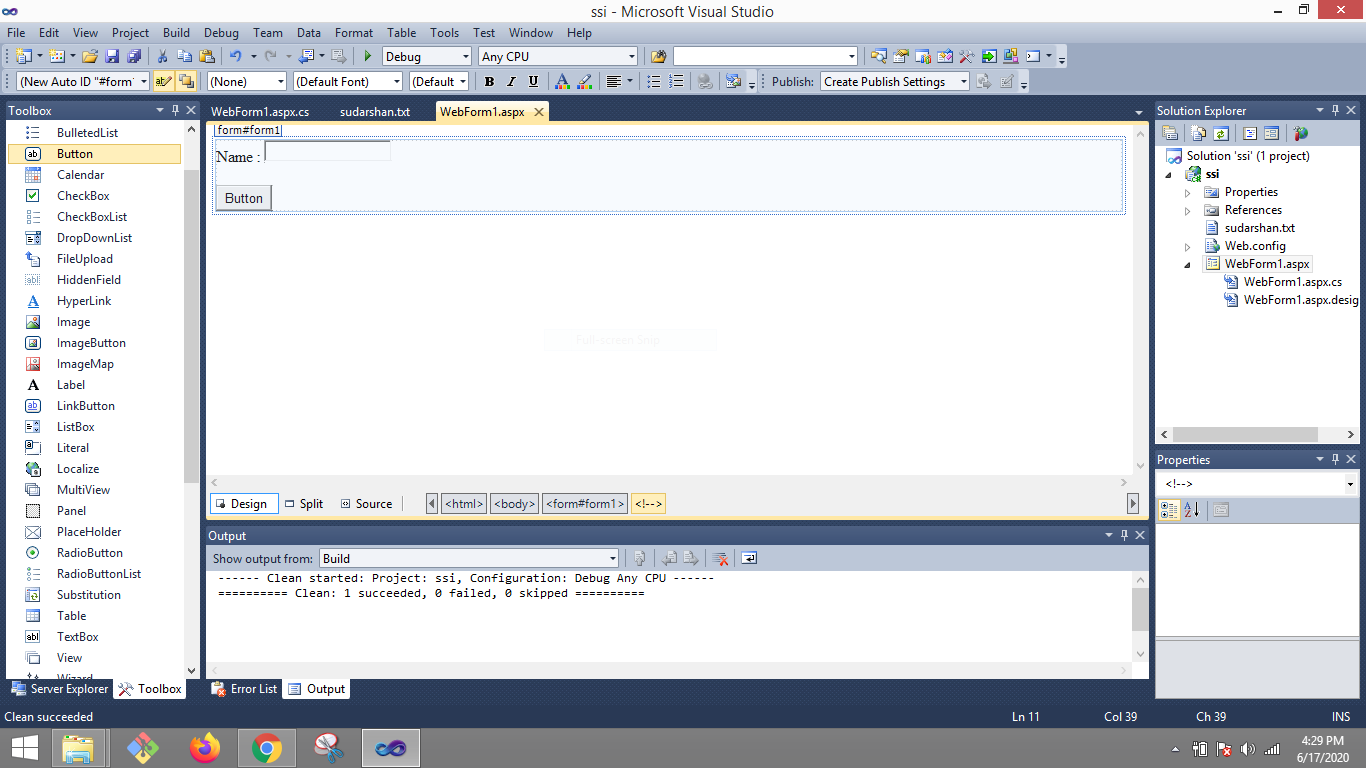 ssi - Microsoft Visual Studio
File Edit View Project Build Debug Team Data Format Table Tools Test Window Help
Debug Any CPU
(New Auto ID "#form (None) (Default Font) (Default B I U A Publish: Create Publish Settings
Toolbox
BulletedList
Button
Calendar
CheckBox
CheckBoxList
DropDownList
FileUpload
HiddenField
HyperLink
Image
ImageButton
ImageMap
Label
LinkButton
ListBox
Literal
Localize
MultiView
Panel
PlaceHolder
RadioButton
RadioButtonList
Substitution
Table
TextBox
View
Wizard
Server Explorer Toolbox
WebForm1.aspx.cs sudarshan.txt WebForm1.aspx
form#form1
Name :
Button
Full-screen Snip
Design Split Source <html> <body> <form#form1> <!-->
Output
Show output from: Build
------ Clean started: Project: ssi, Configuration: Debug Any CPU ------
========== Clean: 1 succeeded, 0 failed, 0 skipped ==========
Error List Output
Solution Explorer
Solution 'ssi' (1 project)
ssi
Properties
References
sudarshan.txt
Web.config
WebForm1.aspx
WebForm1.aspx.cs
WebForm1.aspx.desig
Properties
<!-->
Clean succeeded Ln 11 Col 39 Ch 39 INS
4:29 PM
6/17/2020